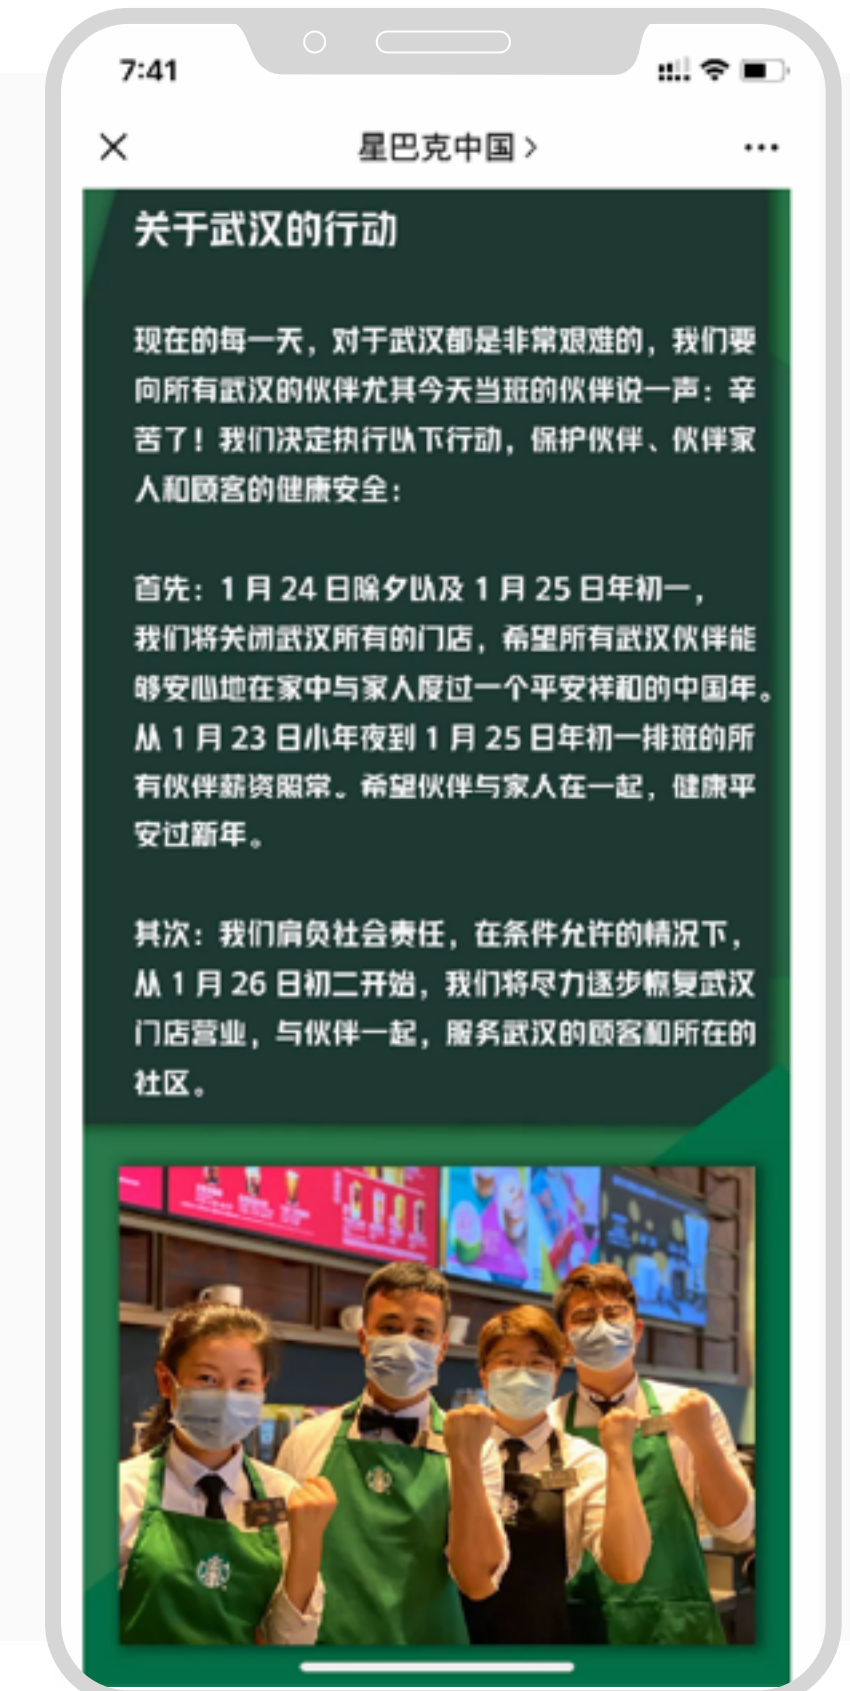 7:41
星巴克中国
关于武汉的行动
现在的每一天，对于武汉都是非常艰难的，我们要
向所有武汉的伙伴尤其今天当班的伙伴说一声：辛
苦了！我们决定执行以下行动，保护伙伴、伙伴家
人和顾客的健康安全：
首先：1 月 24 日除夕以及 1 月 25 日年初一，
我们将关闭武汉所有的门店，希望所有武汉伙伴能
够安心地在家中与家人度过一个平安祥和的中国年。
从 1 月 23 日小年夜到 1 月 25 日年初一排班的所
有伙伴薪资照常。希望伙伴与家人在一起，健康平
安过新年。
其次：我们肩负社会责任，在条件允许的情况下，
从 1 月 26 日初二开始，我们将尽力逐步恢复武汉
门店营业，与伙伴一起，服务武汉的顾客和所在的
社区。